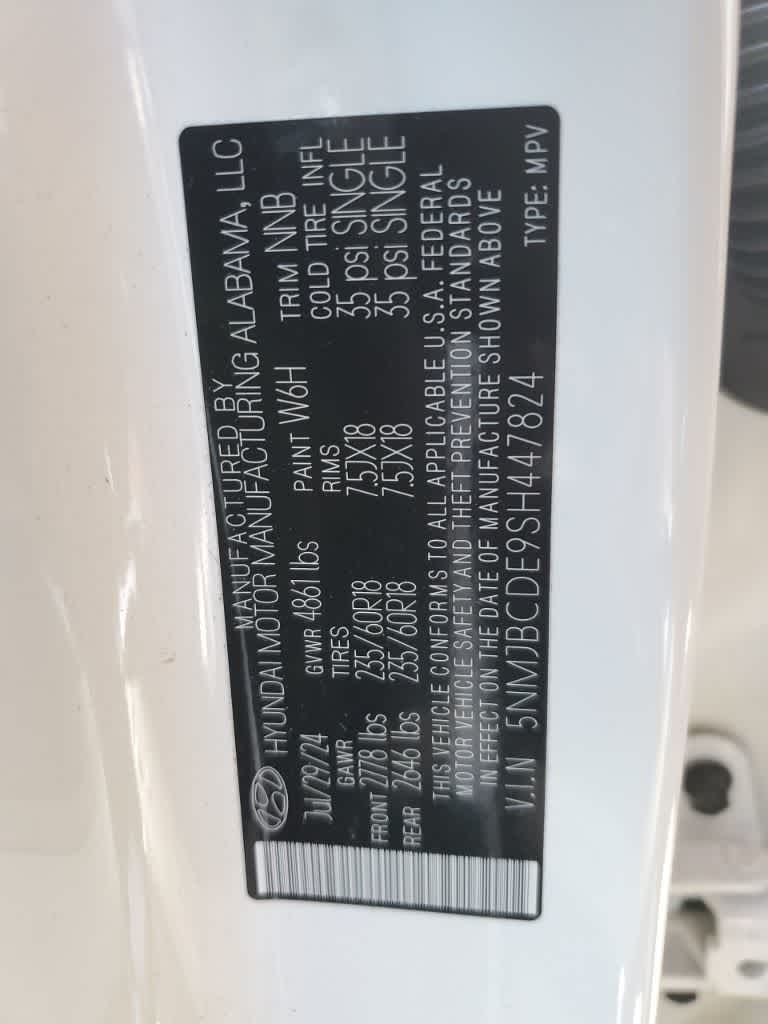 MANUFACTURED BY
HYUNDAI MOTOR MANUFACTURING ALABAMA, LLC
Jul/29/24 GVWR 4861 lbs PAINT W6H TRIM NNB
GAWR TIRES RIMS COLD TIRE INFL
FRONT 2778 lbs 235/60R18 7.5JX18 35 psi SINGLE
REAR 2646 lbs 235/60R18 7.5JX18 35 psi SINGLE
THIS VEHICLE CONFORMS TO ALL APPLICABLE U.S.A. FEDERAL
MOTOR VEHICLE SAFETY AND THEFT PREVENTION STANDARDS
IN EFFECT ON THE DATE OF MANUFACTURE SHOWN ABOVE
V.I.N 5NMJBCDE9SH447824 TYPE: MPV